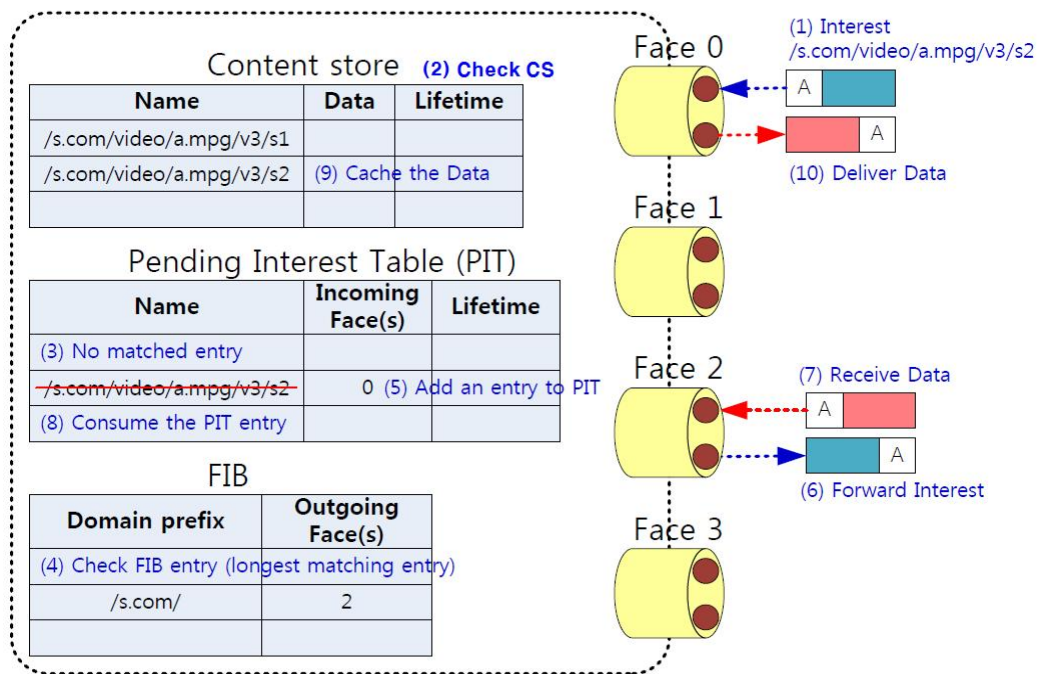 Content store (2) Check CS
Name Data Lifetime
/s.com/video/a.mpg/v3/s1
/s.com/video/a.mpg/v3/s2 (9) Cache the Data
Pending Interest Table (PIT)
Name Incoming Face(s) Lifetime
(3) No matched entry
/s.com/video/a.mpg/v3/s2 0 (5) Add an entry to PIT
(8) Consume the PIT entry
FIB
Domain prefix Outgoing Face(s)
(4) Check FIB entry (longest matching entry)
/s.com/ 2
Face 0
(1) Interest
/s.com/video/a.mpg/v3/s2
A
A
(10) Deliver Data
Face 1
Face 2
(7) Receive Data
A
A
(6) Forward Interest
Face 3